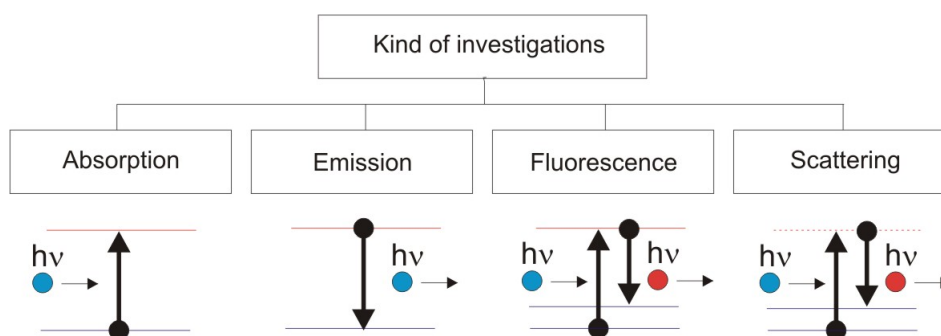 Kind of investigations
Absorption
Emission
Fluorescence
Scattering
hν
hν
hν
hν
hν
hν